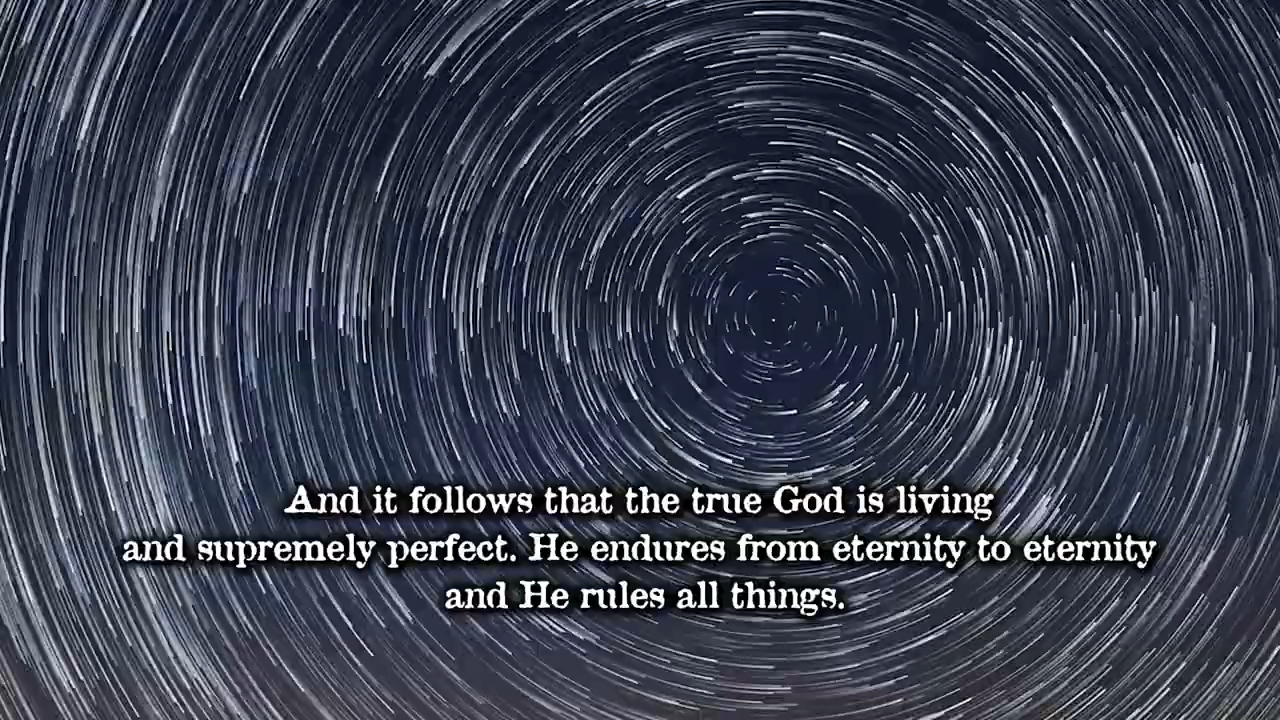 And it follows that the true God is living
and supremely perfect. He endures from eternity to eternity
and He rules all things.